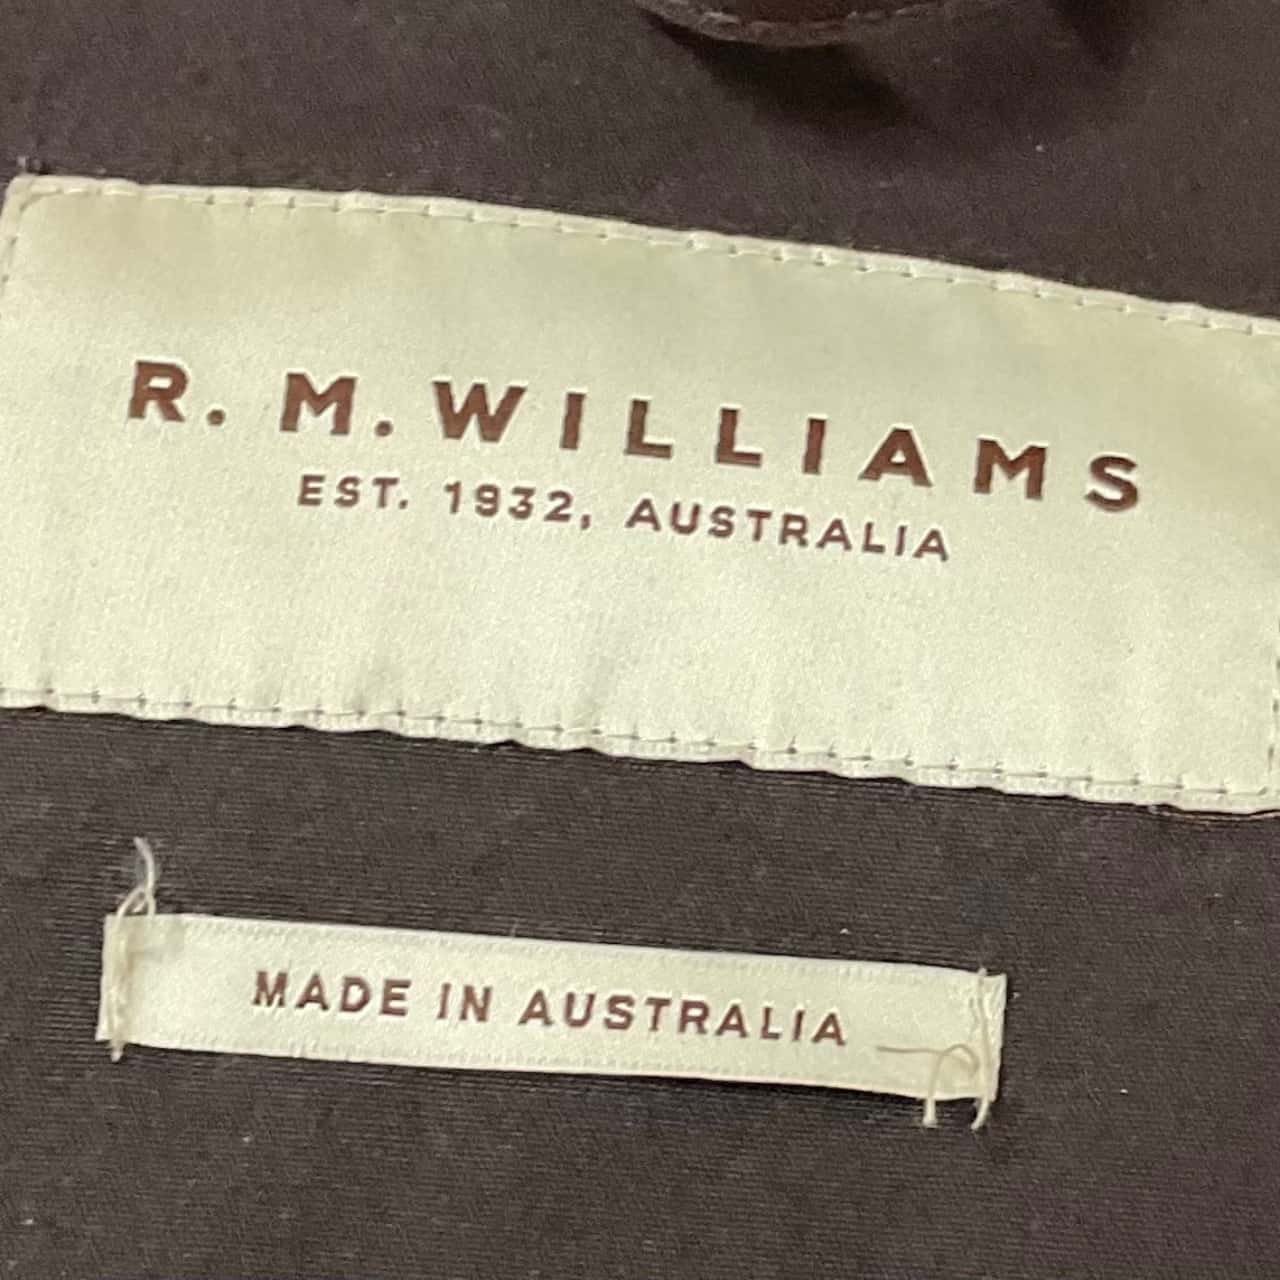 R. M. WILLIAMS
EST. 1932, AUSTRALIA
MADE IN AUSTRALIA